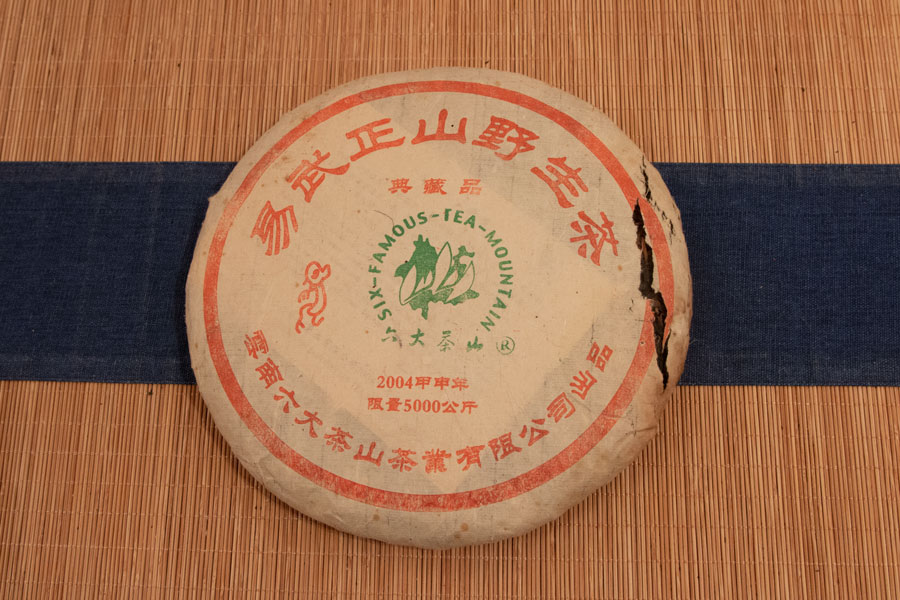 易武正山野生茶
典藏品
SIX-FAMOUS-TEA-MOUNTAIN
六大茶山®
2004甲申年
限量5000公斤
雲南六大茶山茶業有限公司出品